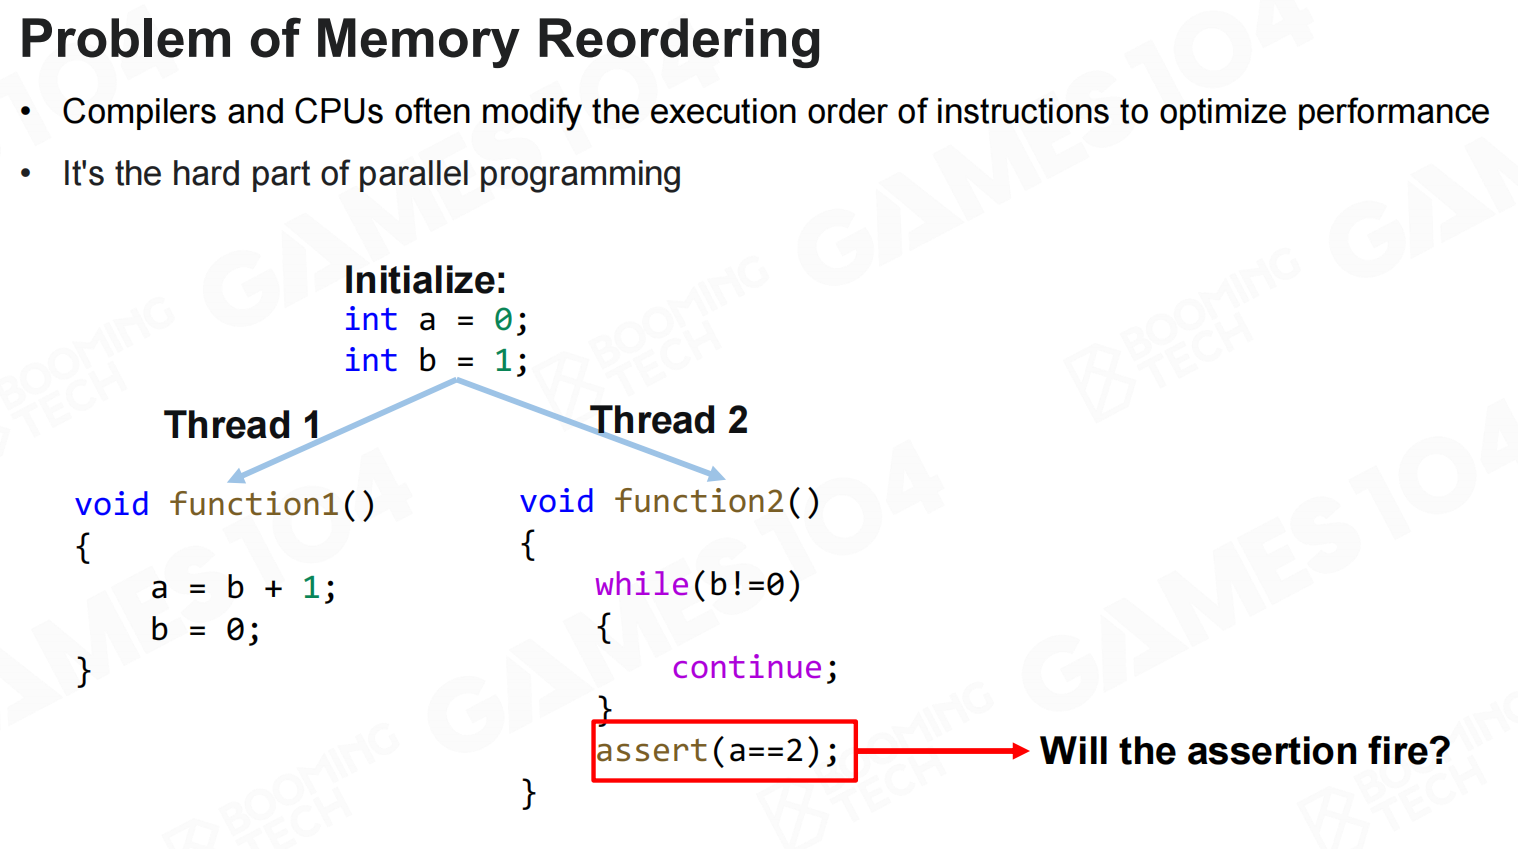 Problem of Memory Reordering
• Compilers and CPUs often modify the execution order of instructions to optimize performance
• It's the hard part of parallel programming
Initialize:
int a = 0;
int b = 1;
Thread 1
Thread 2
void function1()
{
    a = b + 1;
    b = 0;
}
void function2()
{
    while(b!=0)
    {
        continue;
    }
    assert(a==2);
}
Will the assertion fire?
GAMES104
BOOMING
TECH